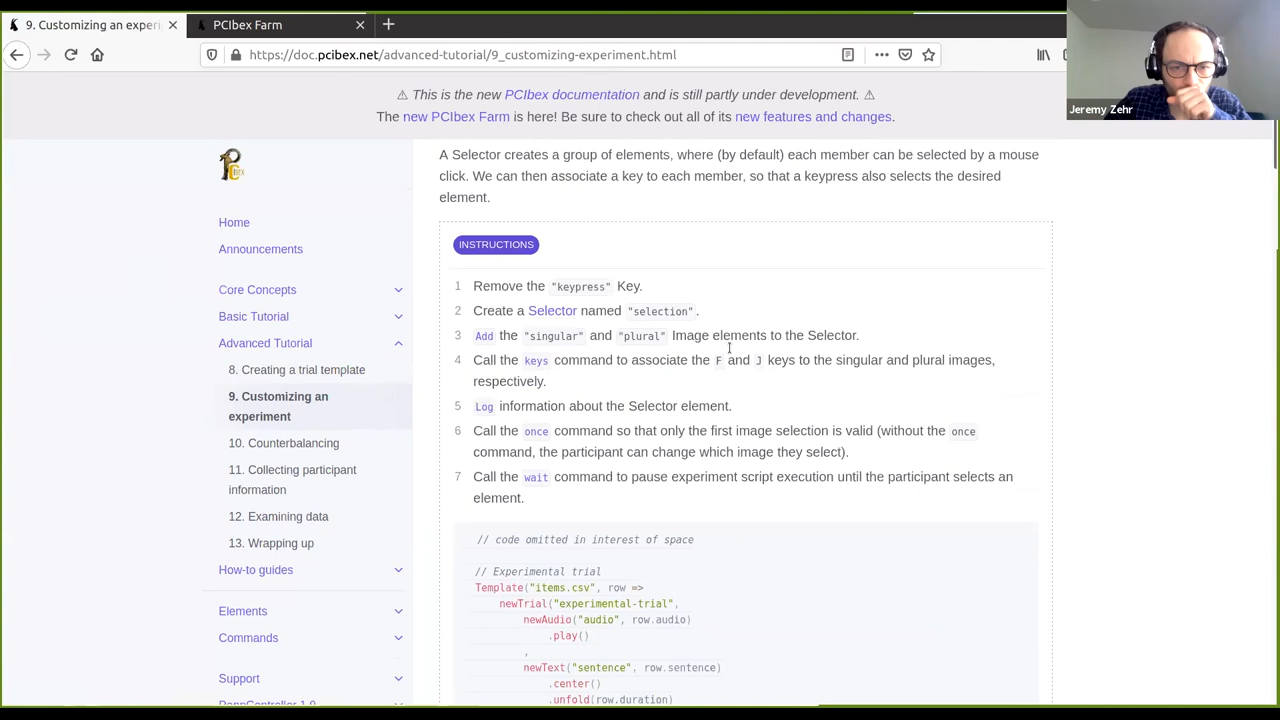 9. Customizing an experi
PCIbex Farm
https://doc.pcibex.net/advanced-tutorial/9_customizing-experiment.html
Jeremy Zehr
⚠ This is the new PCIbex documentation and is still partly under development. ⚠
The new PCIbex Farm is here! Be sure to check out all of its new features and changes.
Home
Announcements
Core Concepts
Basic Tutorial
Advanced Tutorial
8. Creating a trial template
9. Customizing an
experiment
10. Counterbalancing
11. Collecting participant
information
12. Examining data
13. Wrapping up
How-to guides
Elements
Commands
Support
A Selector creates a group of elements, where (by default) each member can be selected by a mouse
click. We can then associate a key to each member, so that a keypress also selects the desired
element.
INSTRUCTIONS
1 Remove the "keypress" Key.
2 Create a Selector named "selection".
3 Add the "singular" and "plural" Image elements to the Selector.
4 Call the keys command to associate the F and J keys to the singular and plural images,
respectively.
5 Log information about the Selector element.
6 Call the once command so that only the first image selection is valid (without the once
command, the participant can change which image they select).
7 Call the wait command to pause experiment script execution until the participant selects an
element.
// code omitted in interest of space
// Experimental trial
Template("items.csv", row =>
newTrial("experimental-trial",
newAudio("audio", row.audio)
.play()
,
newText("sentence", row.sentence)
.center()
.unfold(row.duration)